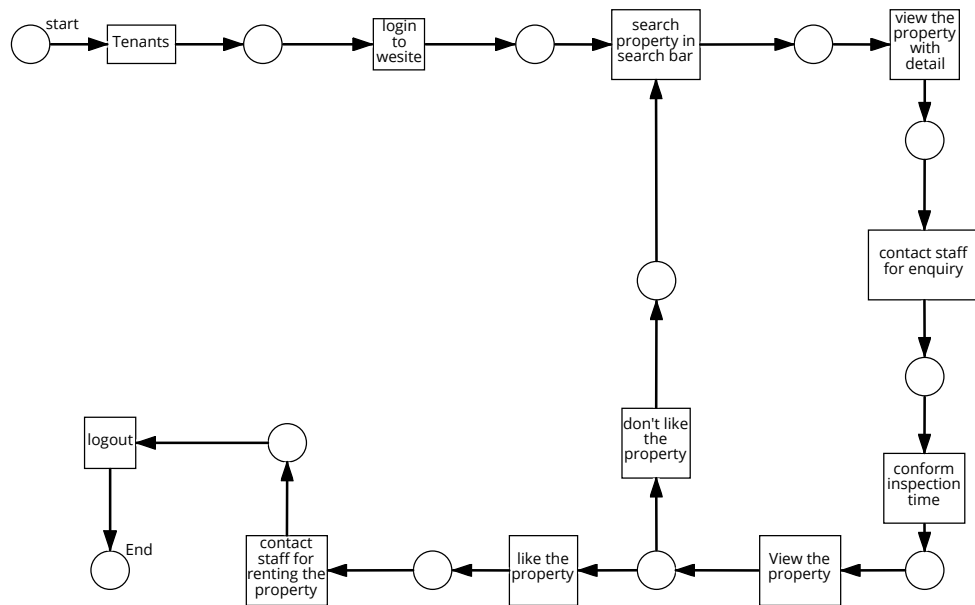 start
Tenants
login
to
wesite
search
property in
search bar
view the
property
with
detail
contact staff
for enquiry
conform
inspection
time
View the
property
don't like
the
property
like the
property
contact
staff for
renting the
property
logout
End